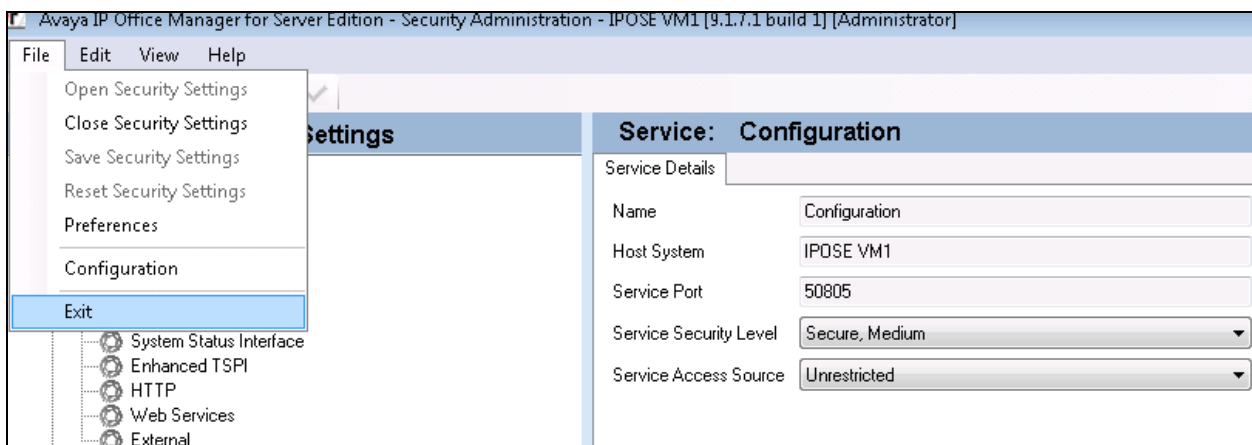 Avaya IP Office Manager for Server Edition - Security Administration - IPOSE VM1 [9.1.7.1 build 1] [Administrator]
File Edit View Help
Open Security Settings
Close Security Settings
Save Security Settings
Reset Security Settings
Preferences
Configuration
Exit
Settings
System Status Interface
Enhanced TSPI
HTTP
Web Services
External
Service: Configuration
Service Details
Name Configuration
Host System IPOSE VM1
Service Port 50805
Service Security Level Secure, Medium
Service Access Source Unrestricted